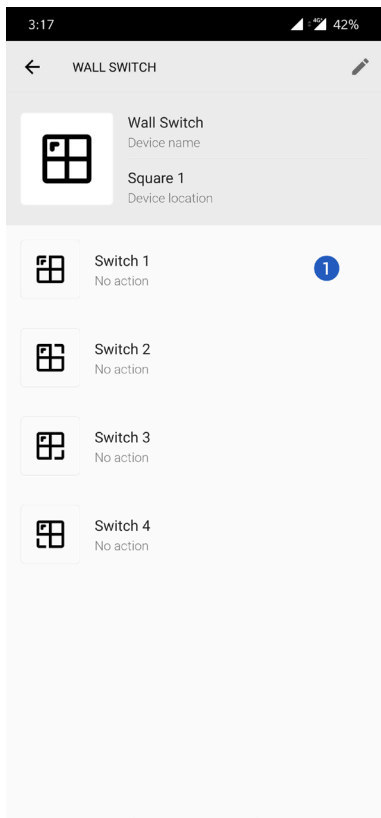 3:17
4G+ 42%
WALL SWITCH
Wall Switch
Device name
Square 1
Device location
Switch 1
No action
1
Switch 2
No action
Switch 3
No action
Switch 4
No action